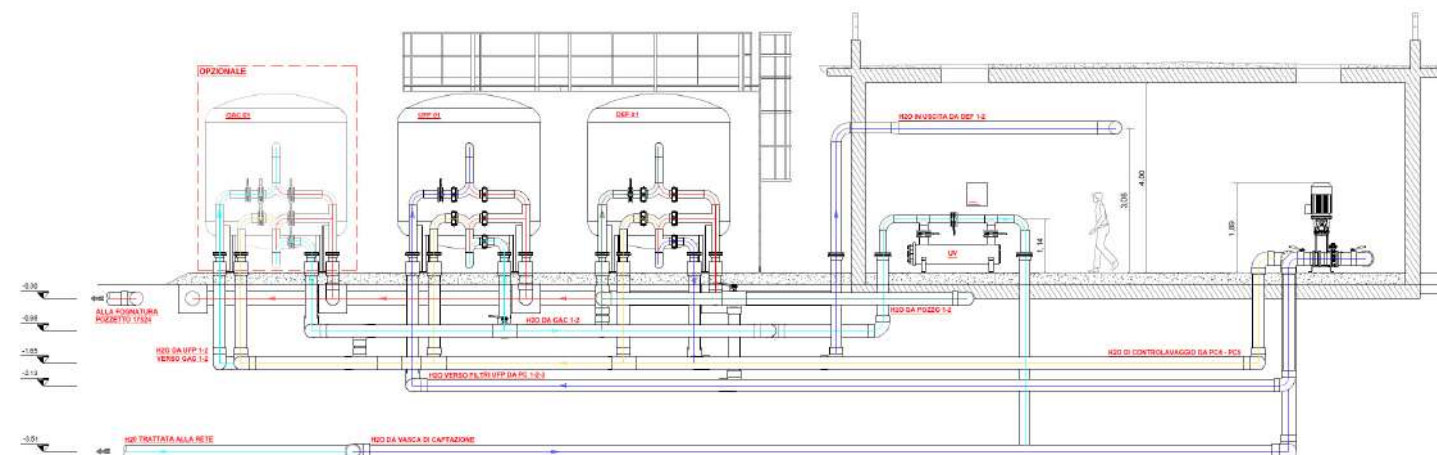 OPZIONALE
GAC 01
UFP 01
DEF 01
H2O IN USCITA DA DEF 1-2
4,00
3,08
1,69
1,14
UV
-0.30
ALLA FOGNATURA
POZZETTO 17924
H2O DA POZZO 1-2
-0.98
H2O DA GAC 1-2
H2O DA UFP 1-2
VERSO GAC 1-2
-1.65
H2O DI CONTROLAVAGGIO DA PC4 - PC5
-2.13
H2O VERSO FILTRI UFP DA PC 1-2-3
-3.51
H2O TRATTATA ALLA RETE
H2O DA VASCA DI CAPTAZIONE